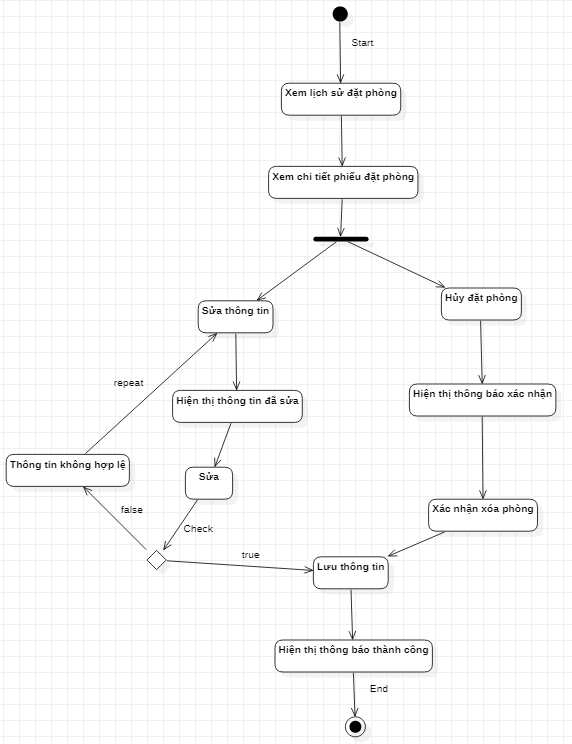 Start
Xem lịch sử đặt phòng
Xem chi tiết phiếu đặt phòng
Sửa thông tin
Hủy đặt phòng
repeat
Hiện thị thông tin đã sửa
Hiện thị thông báo xác nhận
Thông tin không hợp lệ
Sửa
false
Check
Xác nhận xóa phòng
true
Lưu thông tin
Hiện thị thông báo thành công
End